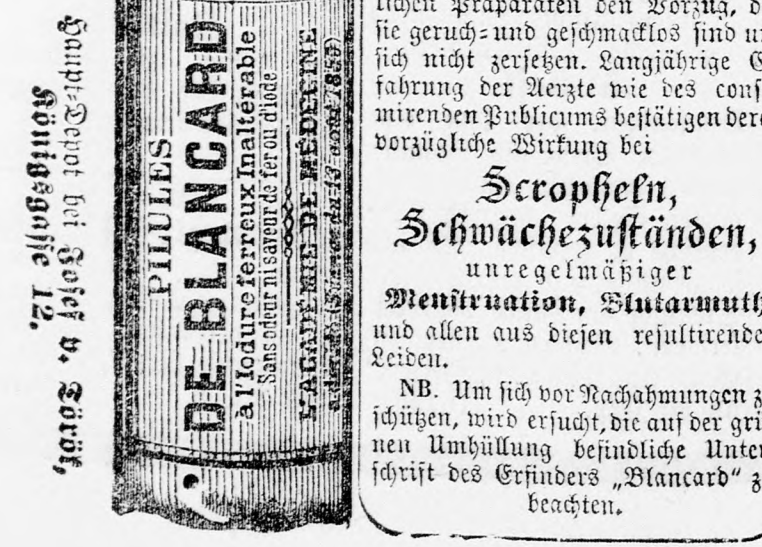 Haupt-Depot bei Josef v. Török,
Königsgasse 12.
PILULES
DE BLANCARD
à l'Iodure ferreux Inaltérable
Sans odeur ni saveur de fer ou d'iode
L'ACADÉMIE DE MÉDECINE
1850)
lichen Präparaten den Vorzug, d
sie geruch- und geschmacklos sind u
sich nicht zersetzen. Langjährige E
fahrung der Aerzte wie des cons
mirenden Publicums bestätigen der
vorzügliche Wirkung bei
Scropheln,
Schwächezuständen,
unregelmäßiger
Menstruation, Blutarmuth
und allen aus diesen resultirende
Leiden.
NB. Um sich vor Nachahmungen z
schützen, wird ersucht, die auf der grü
nen Umhüllung befindliche Unter
schrift des Erfinders „Blancard" z
beachten.